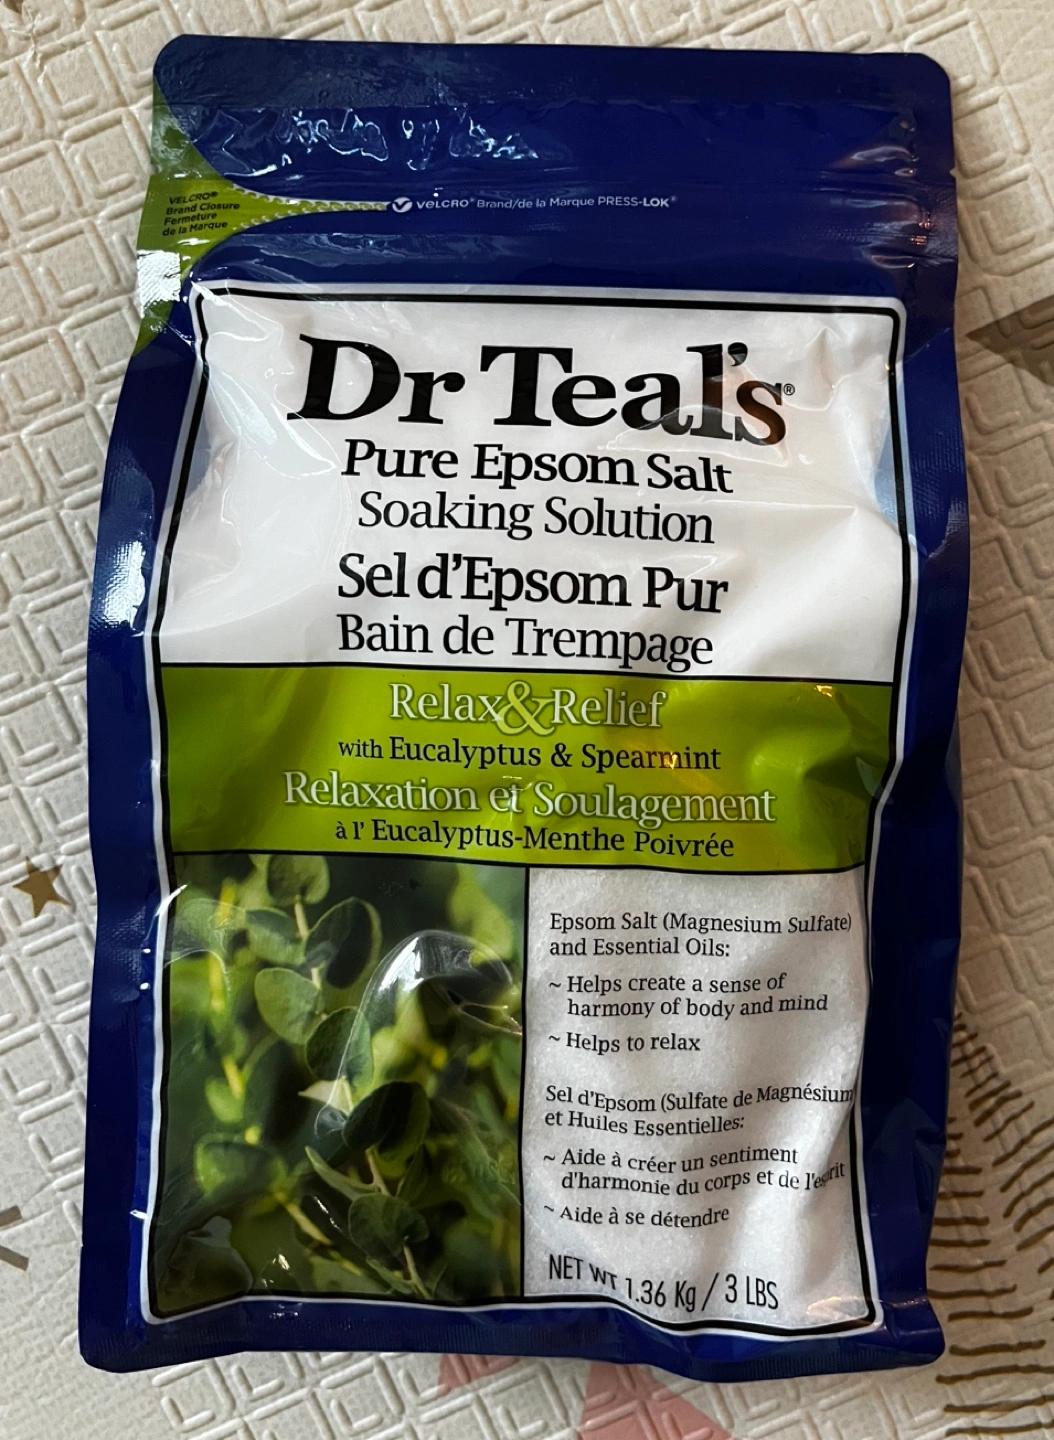 VELCRO®
Brand Closure
Fermeture
de la Marque
VELCRO® Brand/de la Marque PRESS-LOK®
Dr Teal's®
Pure Epsom Salt
Soaking Solution
Sel d'Epsom Pur
Bain de Trempage
Relax & Relief
with Eucalyptus & Spearmint
Relaxation et Soulagement
à l' Eucalyptus-Menthe Poivrée
Epsom Salt (Magnesium Sulfate)
and Essential Oils:
~ Helps create a sense of
harmony of body and mind
~ Helps to relax
Sel d'Epsom (Sulfate de Magnésium
et Huiles Essentielles:
~ Aide à créer un sentiment
d'harmonie du corps et de l'esprit
~ Aide à se détendre
NET WT 1.36 Kg / 3 LBS